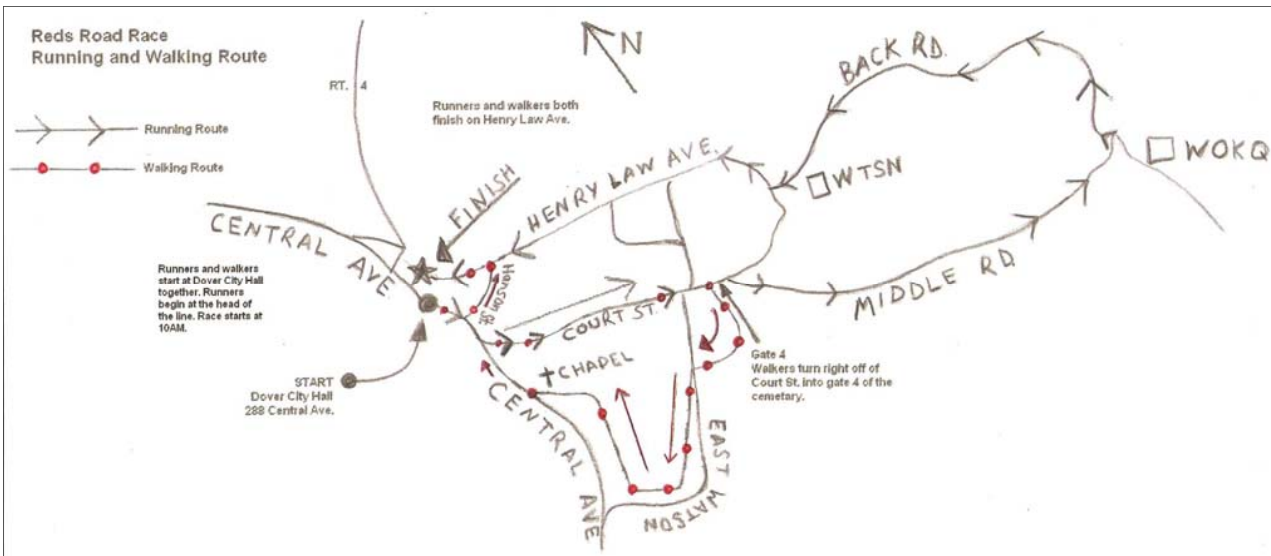 Reds Road Race
Running and Walking Route
RT. 4
N
Running Route
Walking Route
Runners and walkers both
finish on Henry Law Ave.
BACK RD.
WOKQ
WTSN
HENRY LAW AVE.
FINISH
CENTRAL AVE
Runners and walkers
start at Dover City Hall
together. Runners
begin at the head of
the line. Race starts at
10AM.
Hanson St.
COURT ST.
MIDDLE RD.
START
Dover City Hall
288 Central Ave.
CHAPEL
Gate 4
Walkers turn right off of
Court St. into gate 4 of the
cemetary.
CENTRAL AVE
EAST WATSON